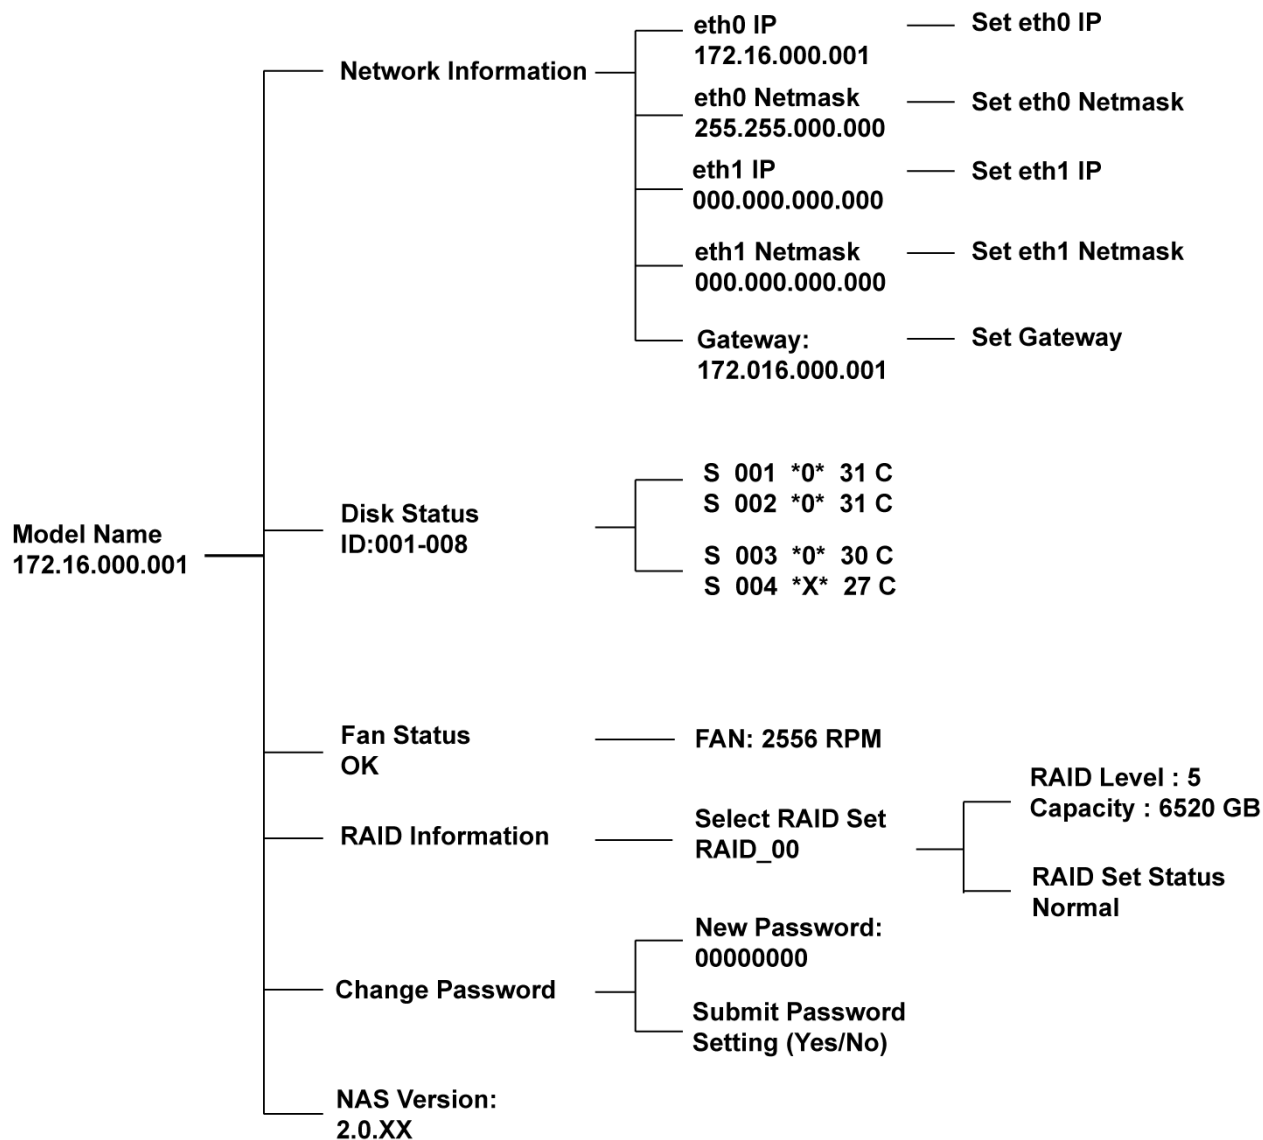 Model Name
172.16.000.001
Network Information
eth0 IP
172.16.000.001
Set eth0 IP
eth0 Netmask
255.255.000.000
Set eth0 Netmask
eth1 IP
000.000.000.000
Set eth1 IP
eth1 Netmask
000.000.000.000
Set eth1 Netmask
Gateway:
172.016.000.001
Set Gateway
Disk Status
ID:001-008
S 001 *0* 31 C
S 002 *0* 31 C
S 003 *0* 30 C
S 004 *X* 27 C
Fan Status
OK
FAN: 2556 RPM
RAID Information
Select RAID Set
RAID_00
RAID Level : 5
Capacity : 6520 GB
RAID Set Status
Normal
Change Password
New Password:
00000000
Submit Password
Setting (Yes/No)
NAS Version:
2.0.XX